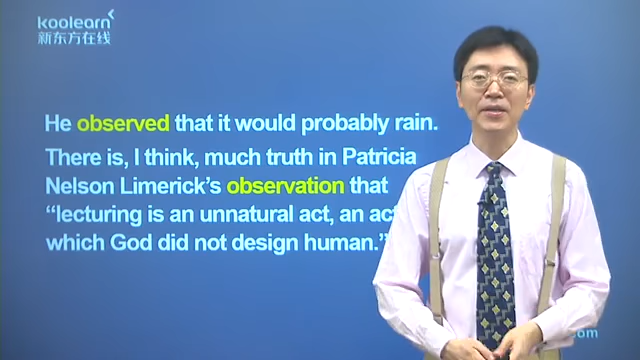 koolearn
新东方在线
He observed that it would probably rain.
There is, I think, much truth in Patricia
Nelson Limerick's observation that
“lecturing is an unnatural act, an act
which God did not design human.”
om